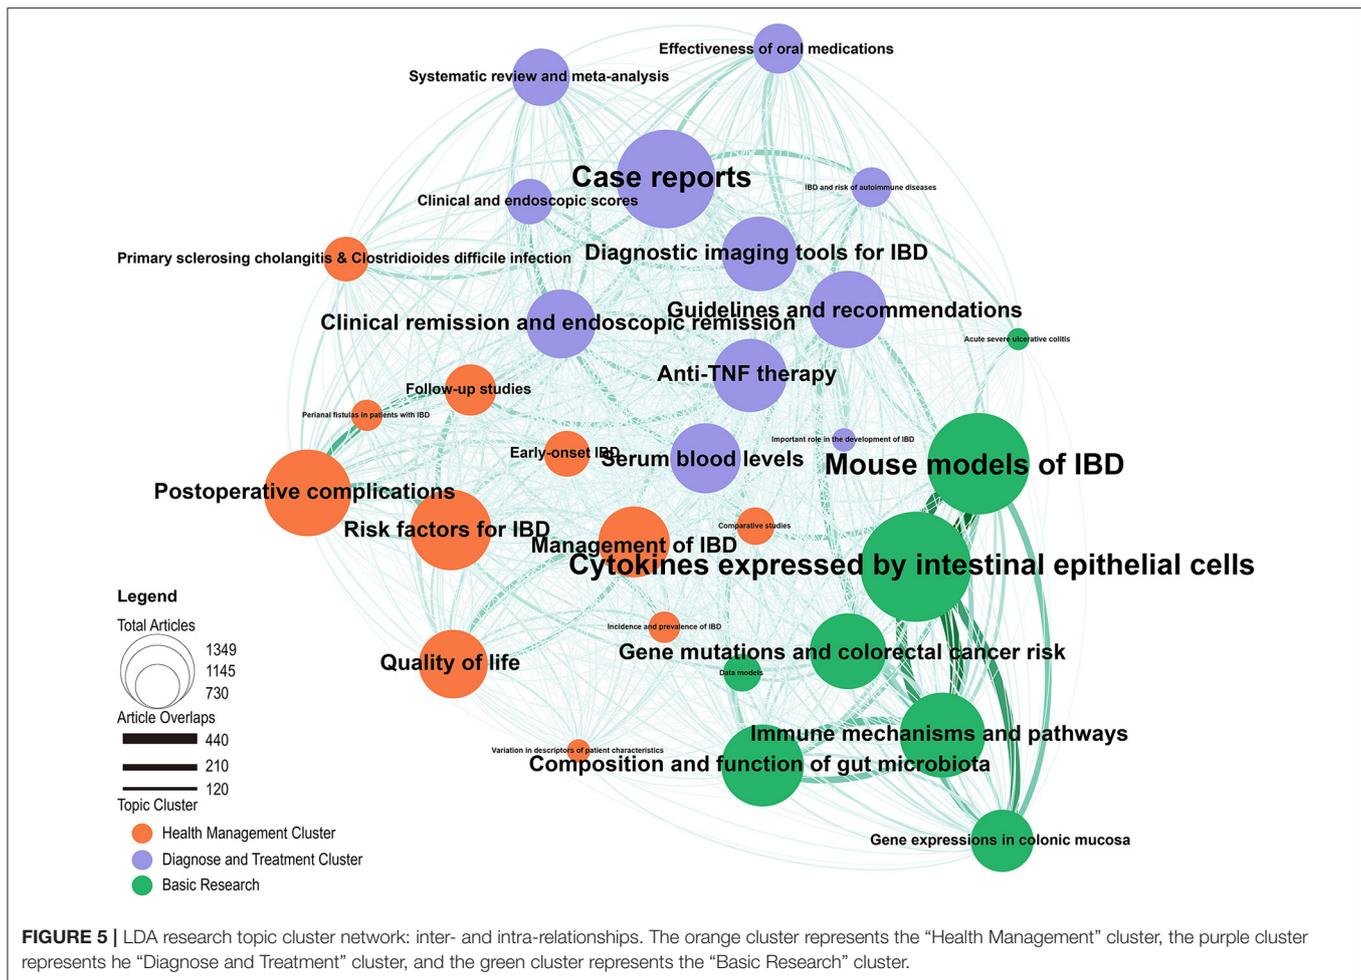 Effectiveness of oral medications
Systematic review and meta-analysis
Case reports
IBD and risk of autoimmune diseases
Clinical and endoscopic scores
Diagnostic imaging tools for IBD
Primary sclerosing cholangitis & Clostridioides difficile infection
Guidelines and recommendations
Clinical remission and endoscopic remission
Acute severe ulcerative colitis
Anti-TNF therapy
Follow-up studies
Perianal fistulas in patients with IBD
Important role in the development of IBD
Early-onset IBD
Serum blood levels
Mouse models of IBD
Postoperative complications
Risk factors for IBD
Comparative studies
Management of IBD
Cytokines expressed by intestinal epithelial cells
Incidence and prevalence of IBD
Gene mutations and colorectal cancer risk
Quality of life
Data models
Immune mechanisms and pathways
Variation in descriptors of patient characteristics
Composition and function of gut microbiota
Gene expressions in colonic mucosa
Legend
Total Articles
1349
1145
730
Article Overlaps
440
210
120
Topic Cluster
Health Management Cluster
Diagnose and Treatment Cluster
Basic Research
FIGURE 5 | LDA research topic cluster network: inter- and intra-relationships. The orange cluster represents the “Health Management” cluster, the purple cluster
represents he “Diagnose and Treatment” cluster, and the green cluster represents the “Basic Research” cluster.